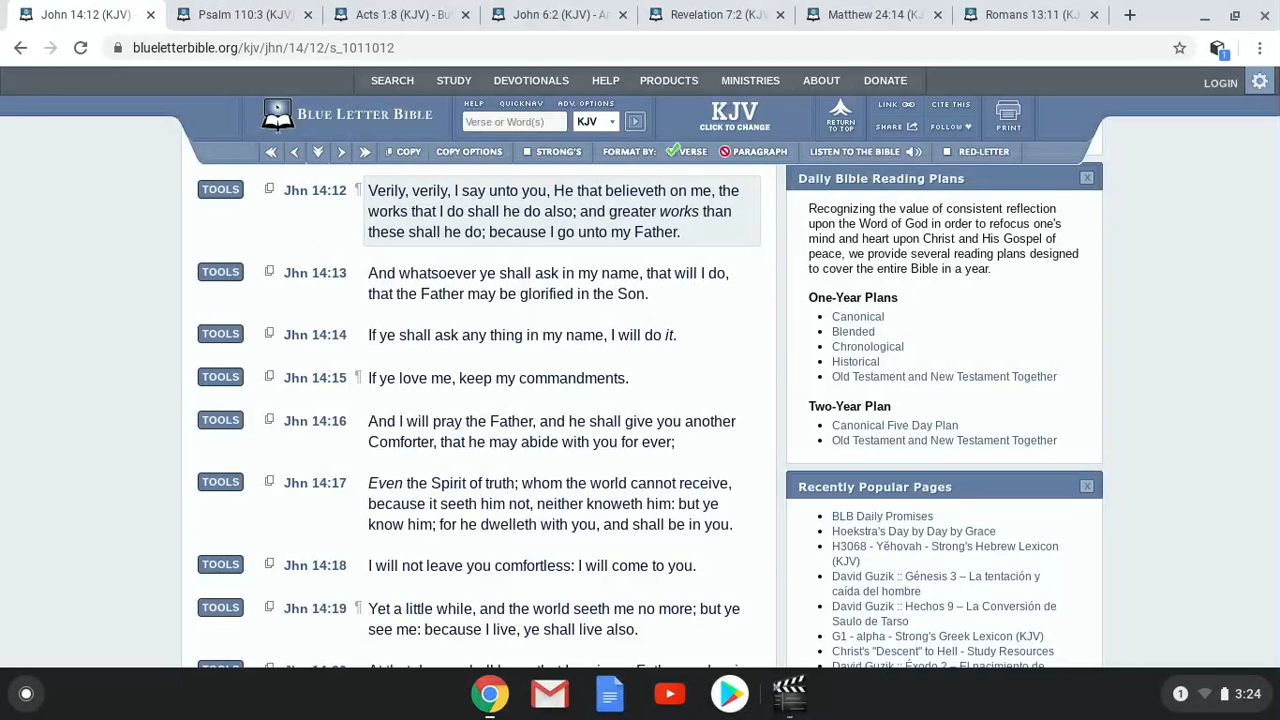 John 14:12 (KJV) -
Psalm 110:3 (KJV)
Acts 1:8 (KJV) - Bu
John 6:2 (KJV) - Ar
Revelation 7:2 (KJV
Matthew 24:14 (KJV
Romans 13:11 (KJ
blueletterbible.org/kjv/jhn/14/12/s_1011012
1
SEARCH STUDY DEVOTIONALS HELP PRODUCTS MINISTRIES ABOUT DONATE
LOGIN
BLUE LETTER BIBLE
HELP QUICKNAV ADV. OPTIONS
Verse or Word(s)
KJV
KJV
CLICK TO CHANGE
RETURN
TO TOP
LINK
CITE THIS
SHARE
FOLLOW
PRINT
COPY COPY OPTIONS STRONG'S FORMAT BY: VERSE PARAGRAPH LISTEN TO THE BIBLE RED-LETTER
TOOLS Jhn 14:12 ¶ Verily, verily, I say unto you, He that believeth on me, the
works that I do shall he do also; and greater works than
these shall he do; because I go unto my Father.
TOOLS Jhn 14:13 And whatsoever ye shall ask in my name, that will I do,
that the Father may be glorified in the Son.
TOOLS Jhn 14:14 If ye shall ask any thing in my name, I will do it.
TOOLS Jhn 14:15 ¶ If ye love me, keep my commandments.
TOOLS Jhn 14:16 And I will pray the Father, and he shall give you another
Comforter, that he may abide with you for ever;
TOOLS Jhn 14:17 Even the Spirit of truth; whom the world cannot receive,
because it seeth him not, neither knoweth him: but ye
know him; for he dwelleth with you, and shall be in you.
TOOLS Jhn 14:18 I will not leave you comfortless: I will come to you.
TOOLS Jhn 14:19 ¶ Yet a little while, and the world seeth me no more; but ye
see me: because I live, ye shall live also.
Daily Bible Reading Plans
Recognizing the value of consistent reflection
upon the Word of God in order to refocus one's
mind and heart upon Christ and His Gospel of
peace, we provide several reading plans designed
to cover the entire Bible in a year.
One-Year Plans
• Canonical
• Blended
• Chronological
• Historical
• Old Testament and New Testament Together
Two-Year Plan
• Canonical Five Day Plan
• Old Testament and New Testament Together
Recently Popular Pages
• BLB Daily Promises
• Hoekstra's Day by Day by Grace
• H3068 - Yĕhovah - Strong's Hebrew Lexicon
(KJV)
• David Guzik :: Génesis 3 – La tentación y
caída del hombre
• David Guzik :: Hechos 9 – La Conversión de
Saulo de Tarso
• G1 - alpha - Strong's Greek Lexicon (KJV)
• Christ's "Descent" to Hell - Study Resources
• David Guzik :: Éxodo 2 – El nacimiento de
1
3:24